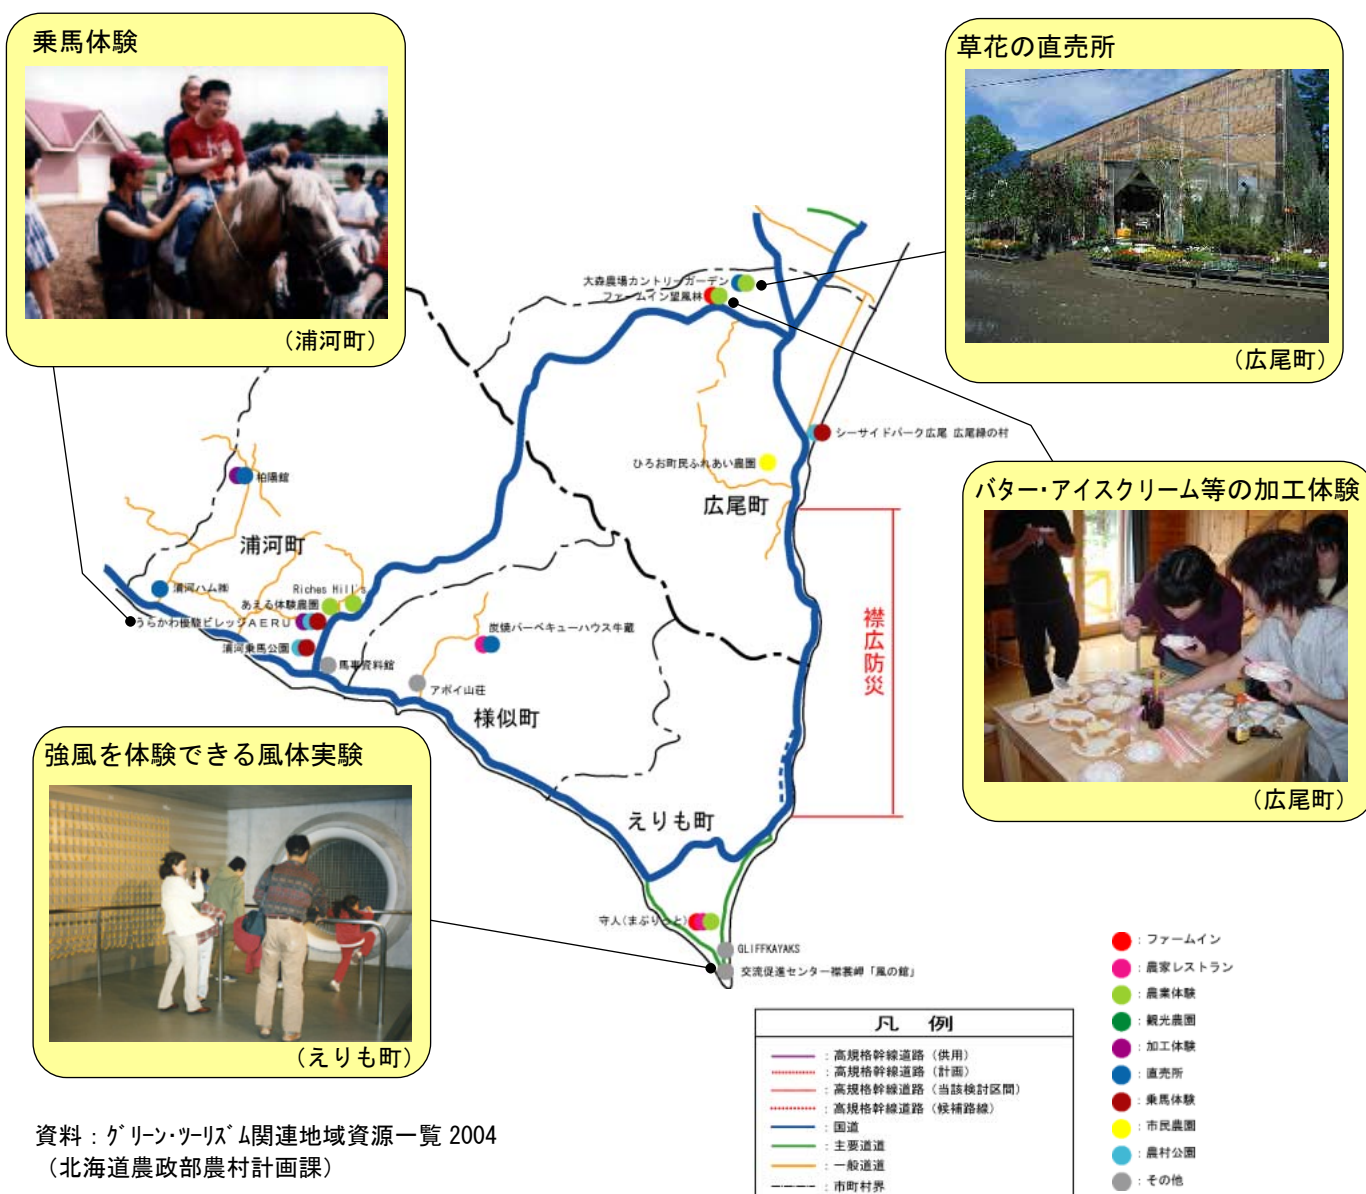 乗馬体験
(浦河町)
草花の直売所
(広尾町)
大森農場カントリーガーデン
ファームイン望風林
シーサイドパーク広尾 広尾緑の村
ひろお町民ふれあい農園
広尾町
バター・アイスクリーム等の加工体験
(広尾町)
柏陽館
浦河町
浦河ハム㈱
Riches Hill's
あえる体験農園
うらかわ優駿ビレッジAERU
浦河乗馬公園
馬事資料館
炭焼バーベキューハウス牛蔵
アポイ山荘
様似町
襟広防災
強風を体験できる風体実験
(えりも町)
えりも町
守人(まぶりっと)
GLIFFKAYAKS
交流促進センター襟裳岬「風の館」
凡 例
:高規格幹線道路(供用)
:高規格幹線道路(計画)
:高規格幹線道路(当該検討区間)
:高規格幹線道路(候補路線)
:国道
:主要道道
:一般道道
:市町村界
:ファームイン
:農家レストラン
:農業体験
:観光農園
:加工体験
:直売所
:乗馬体験
:市民農園
:農村公園
:その他
資料:グリーン・ツーリズム関連地域資源一覧 2004
(北海道農政部農村計画課)